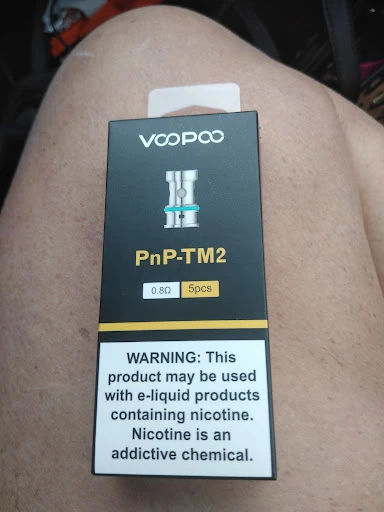 VOOPOO
PnP-TM2
0.8Ω 5pcs
WARNING: This
product may be used
with e-liquid products
containing nicotine.
Nicotine is an
addictive chemical.